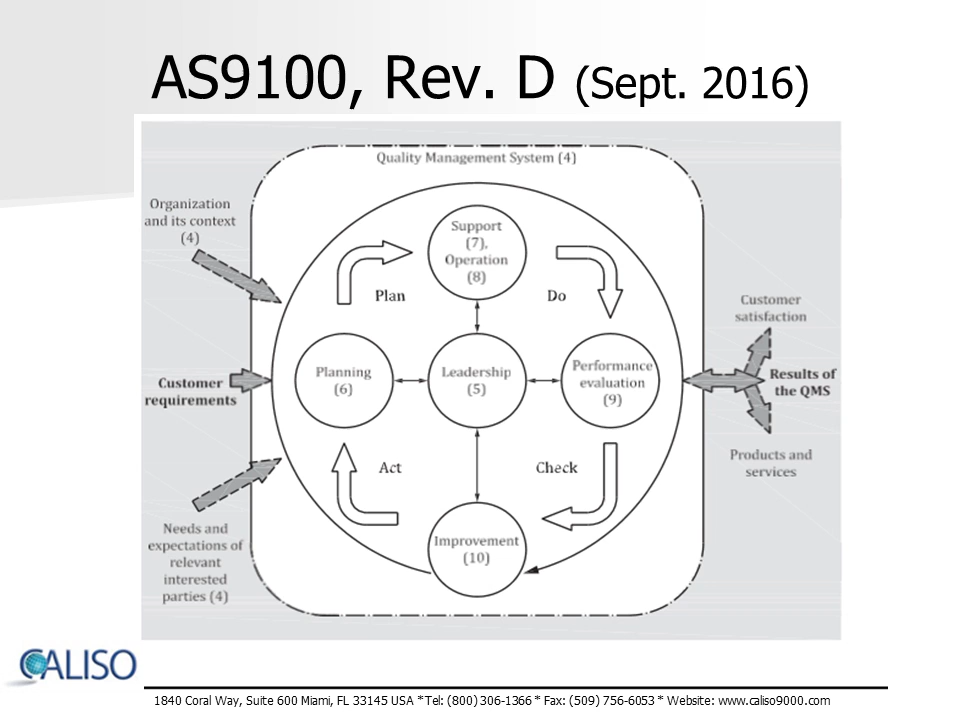 AS9100, Rev. D (Sept. 2016)
Quality Management System (4)
Organization
and its context
(4)
Support
(7),
Operation
(8)
Plan
Do
Customer
satisfaction
Planning
(6)
Leadership
(5)
Performance
evaluation
(9)
Customer
requirements
Results of
the QMS
Act
Check
Products and
services
Improvement
(10)
Needs and
expectations of
relevant
interested
parties (4)
CALISO
1840 Coral Way, Suite 600 Miami, FL 33145 USA *Tel: (800) 306-1366 * Fax: (509) 756-6053 * Website: www.caliso9000.com